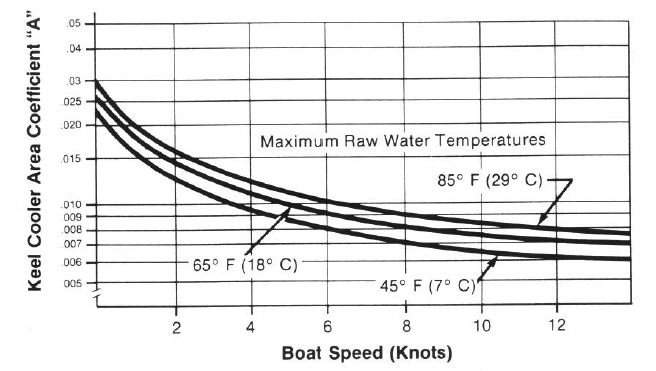 Keel Cooler Area Coefficient "A"
.05
.04
.03
.025
.020
.015
.010
.009
.008
.007
.006
.005
Maximum Raw Water Temperatures
85° F (29° C)
65° F (18° C)
45° F (7° C)
2 4 6 8 10 12
Boat Speed (Knots)